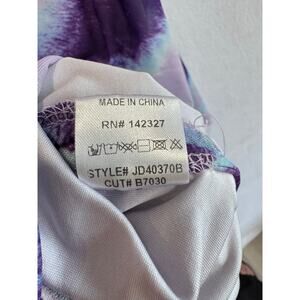 MADE IN CHINA
RN# 142327
STYLE# JD40370B
CUT# B7030